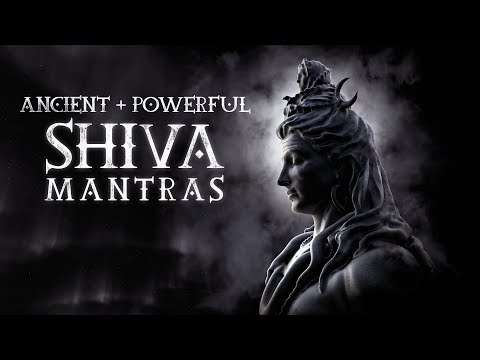 ANCIENT + POWERFUL
SHIVA
MANTRAS